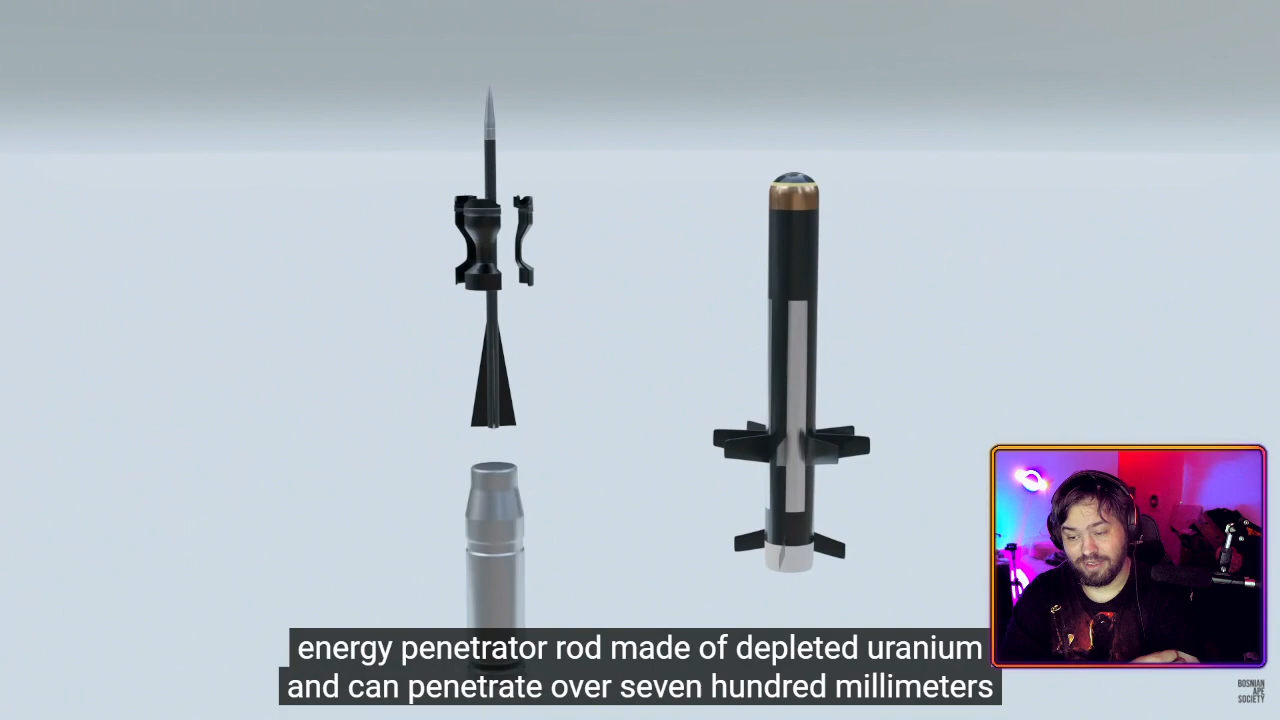 energy penetrator rod made of depleted uranium
and can penetrate over seven hundred millimeters
BOSNIAN
APE
SOCIETY